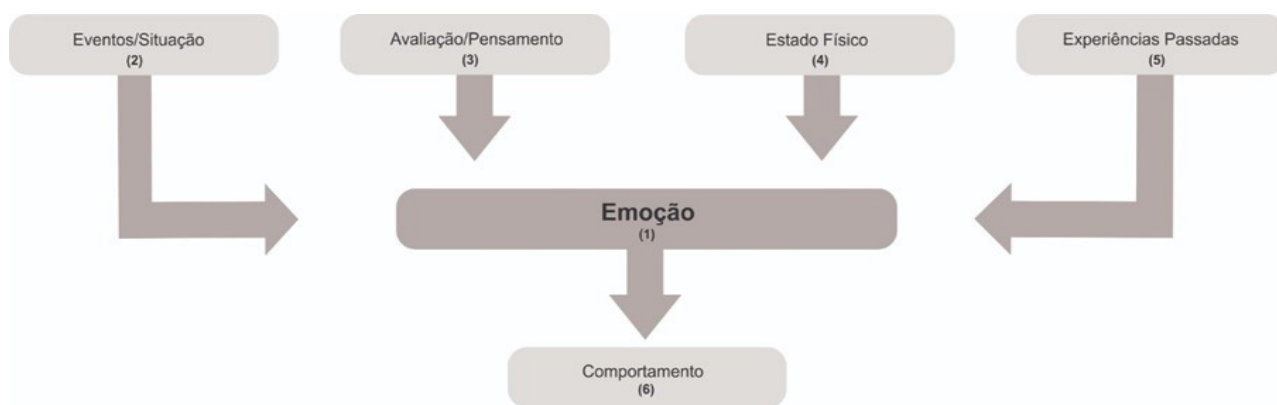 Eventos/Situação
(2)
Avaliação/Pensamento
(3)
Estado Físico
(4)
Experiências Passadas
(5)
Emoção
(1)
Comportamento
(6)